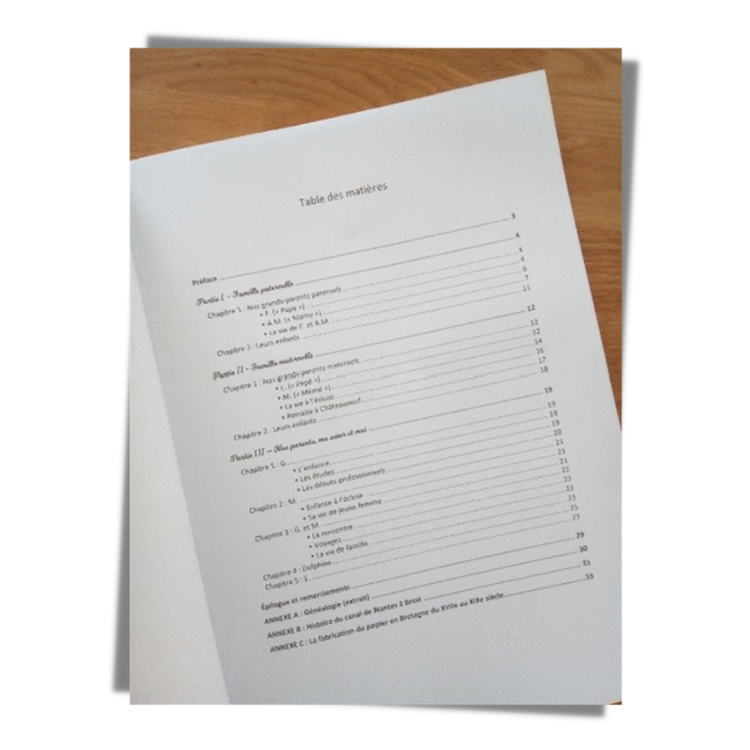 Table des matières
Préface 3
Partie I – Famille paternelle 4
Chapitre 1 : Nos grands-parents paternels 4
• F. (« Pape ») 4
• A.M. (« Mamé ») 6
• La vie de F. et A.M. 7
Chapitre 2 : Leurs enfants 11
Partie II – Famille maternelle 12
Chapitre 1 : Nos grands-parents maternels 12
• L. (« Pépé ») 12
• M. (« Mémé ») 14
• La vie à l'écluse 16
• Retraite à Châteauneuf 17
Chapitre 2 : Leurs enfants 18
Partie III – Nos parents, ma sœur et moi 19
Chapitre 1 : G. 19
• L'enfance 19
• Les études 19
• Les débuts professionnels 20
Chapitre 2 : M. 21
• Enfance à l'écluse 21
• Sa vie de jeune femme 22
Chapitre 3 : G. et M. 22
• La rencontre 23
• Voyages 23
• La vie de famille 25
Chapitre 4 : Delphine 27
Chapitre 5 : L.
Épilogue et remerciements 29
ANNEXE A : Généalogie (extrait) 30
ANNEXE B : Histoire du canal de Nantes à Brest 31
ANNEXE C : La fabrication du papier en Bretagne du XVIIe au XIXe siècle 33